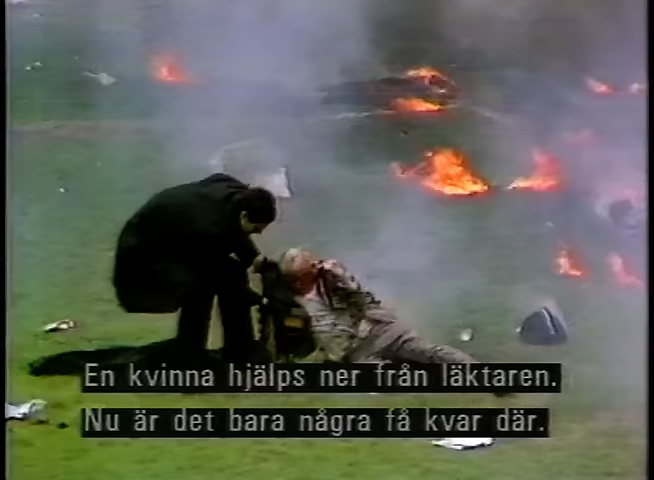 En kvinna hjälps ner från läktaren.
Nu är det bara några få kvar där.